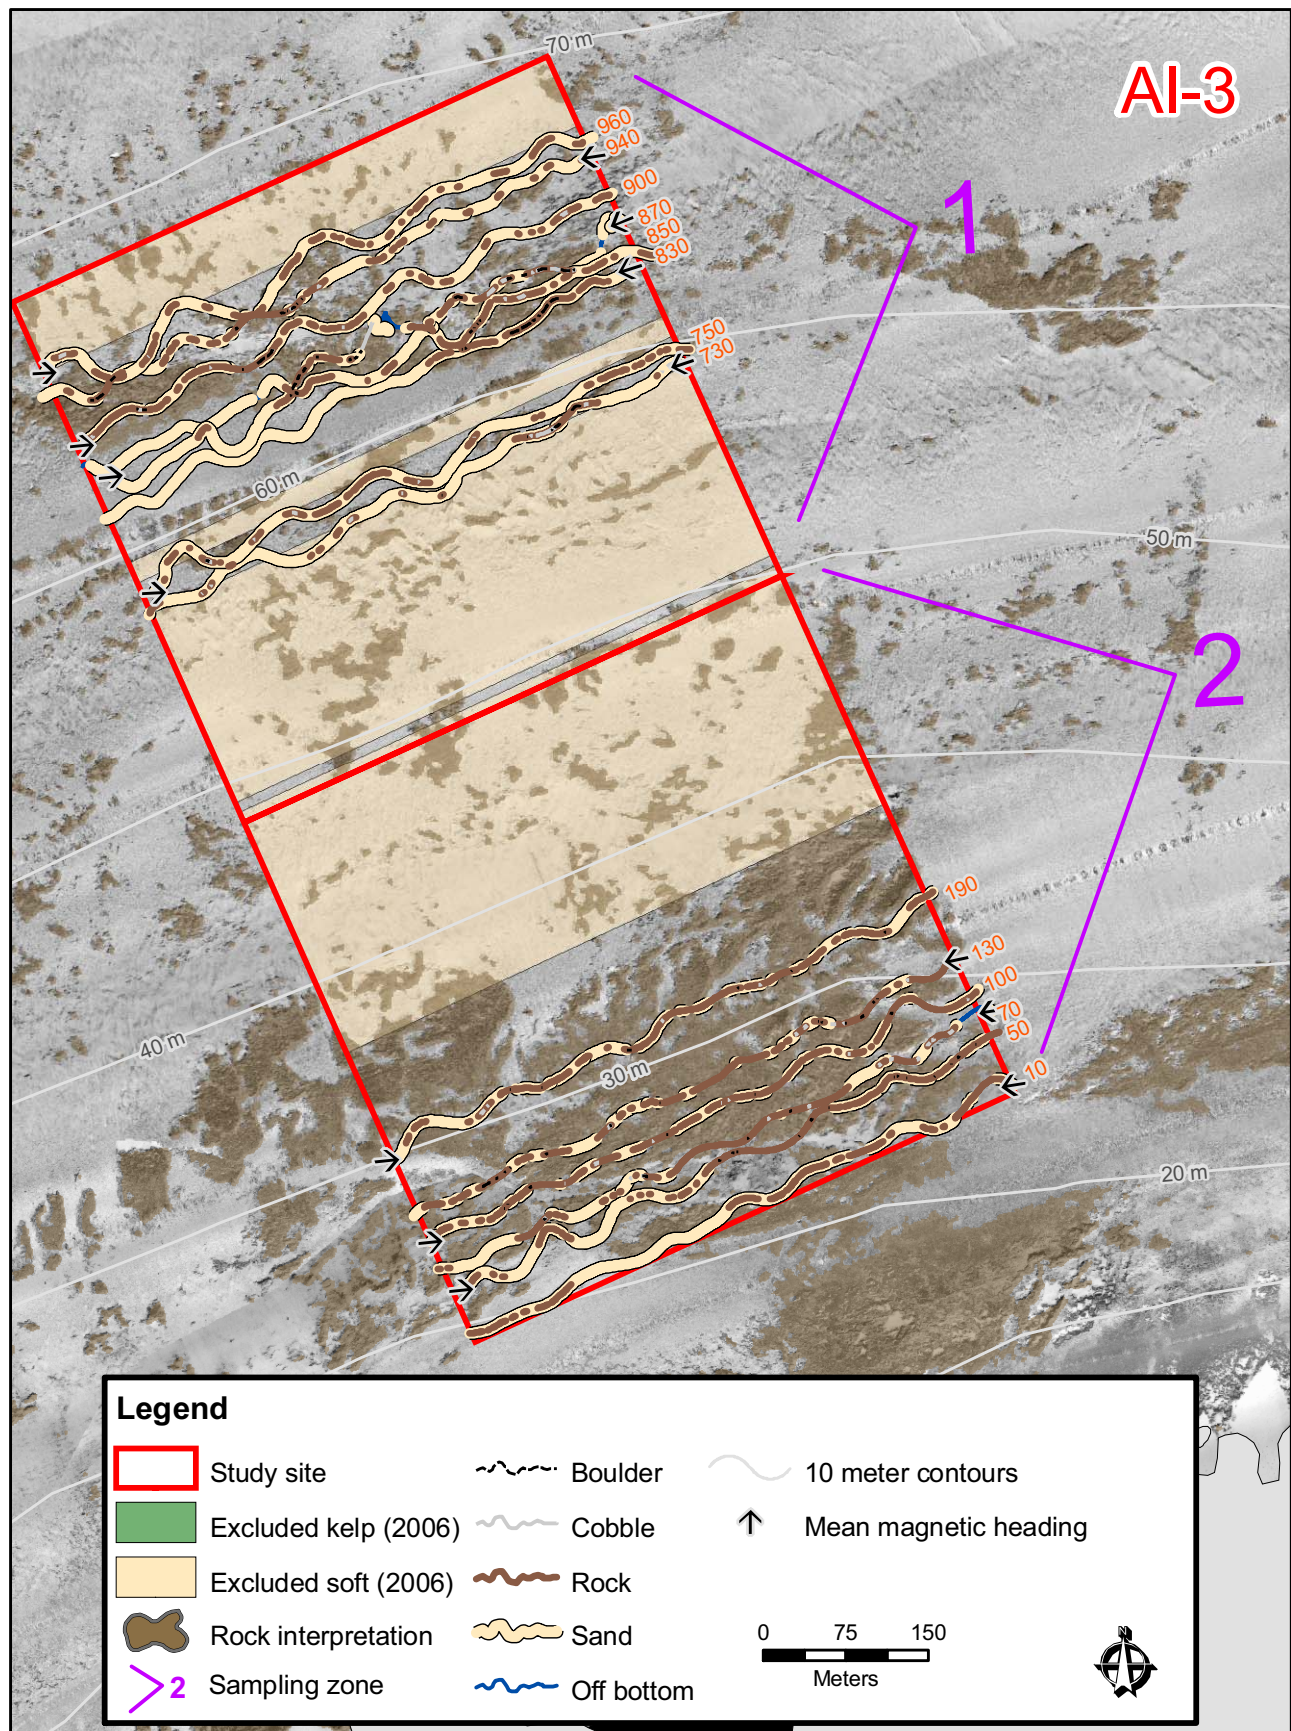 70 m
AI-3
960
940
900
870
850
830
1
750
730
60 m
50 m
2
190
130
100
70
50
10
40 m
30 m
20 m
Legend
Study site
Excluded kelp (2006)
Excluded soft (2006)
Rock interpretation
2 Sampling zone
Boulder
Cobble
Rock
Sand
Off bottom
10 meter contours
Mean magnetic heading
0 75 150
Meters
N